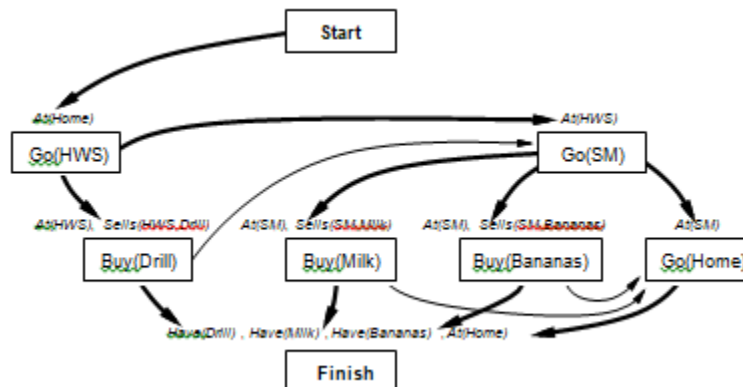 Start
At(Home)
At(HWS)
Go(HWS)
Go(SM)
At(HWS), Sells(HWS,Drill)
At(SM), Sells(SM,Milk)
At(SM), Sells(SM,Bananas)
At(SM)
Buy(Drill)
Buy(Milk)
Buy(Bananas)
Go(Home)
Have(Drill) , Have(Milk) , Have(Bananas) , At(Home)
Finish